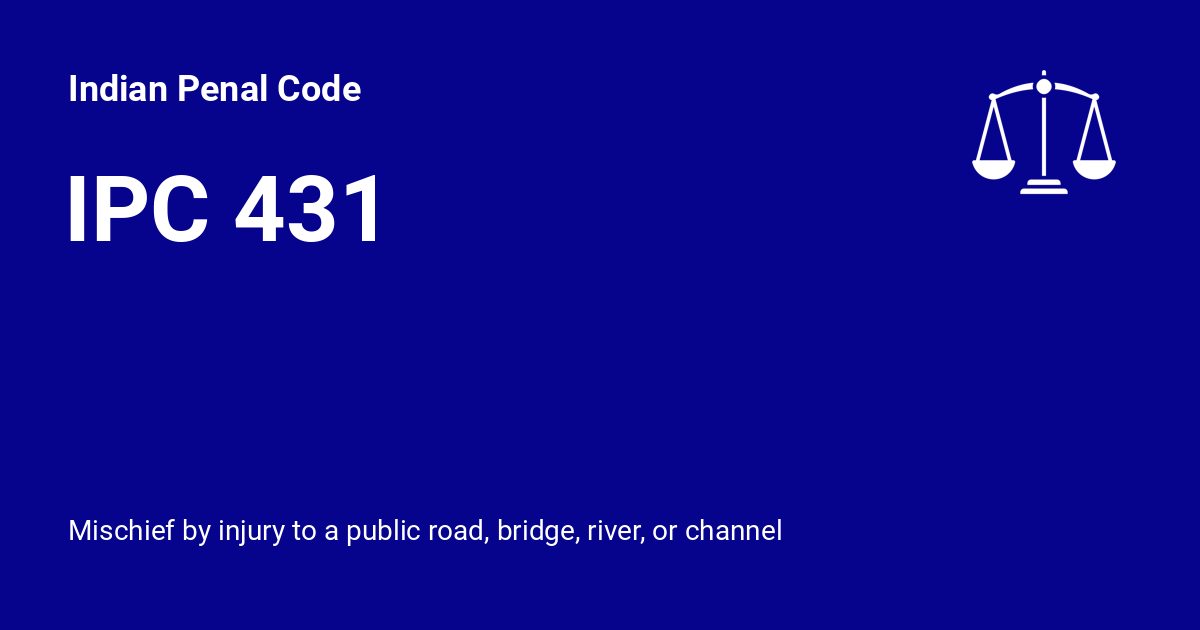 Indian Penal Code
IPC 431
Mischief by injury to a public road, bridge, river, or channel